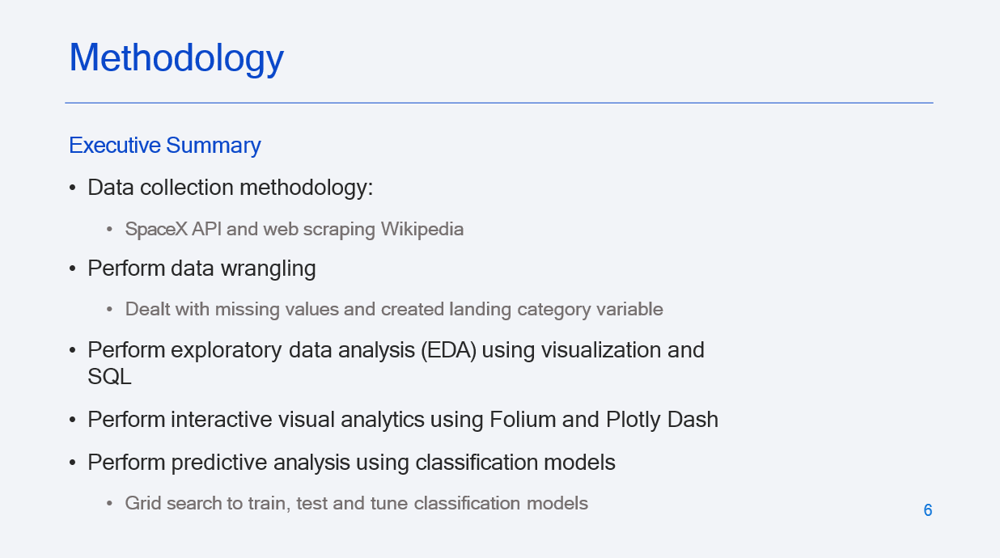 Methodology
Executive Summary
• Data collection methodology:
• SpaceX API and web scraping Wikipedia
• Perform data wrangling
• Dealt with missing values and created landing category variable
• Perform exploratory data analysis (EDA) using visualization and
SQL
• Perform interactive visual analytics using Folium and Plotly Dash
• Perform predictive analysis using classification models
• Grid search to train, test and tune classification models
6